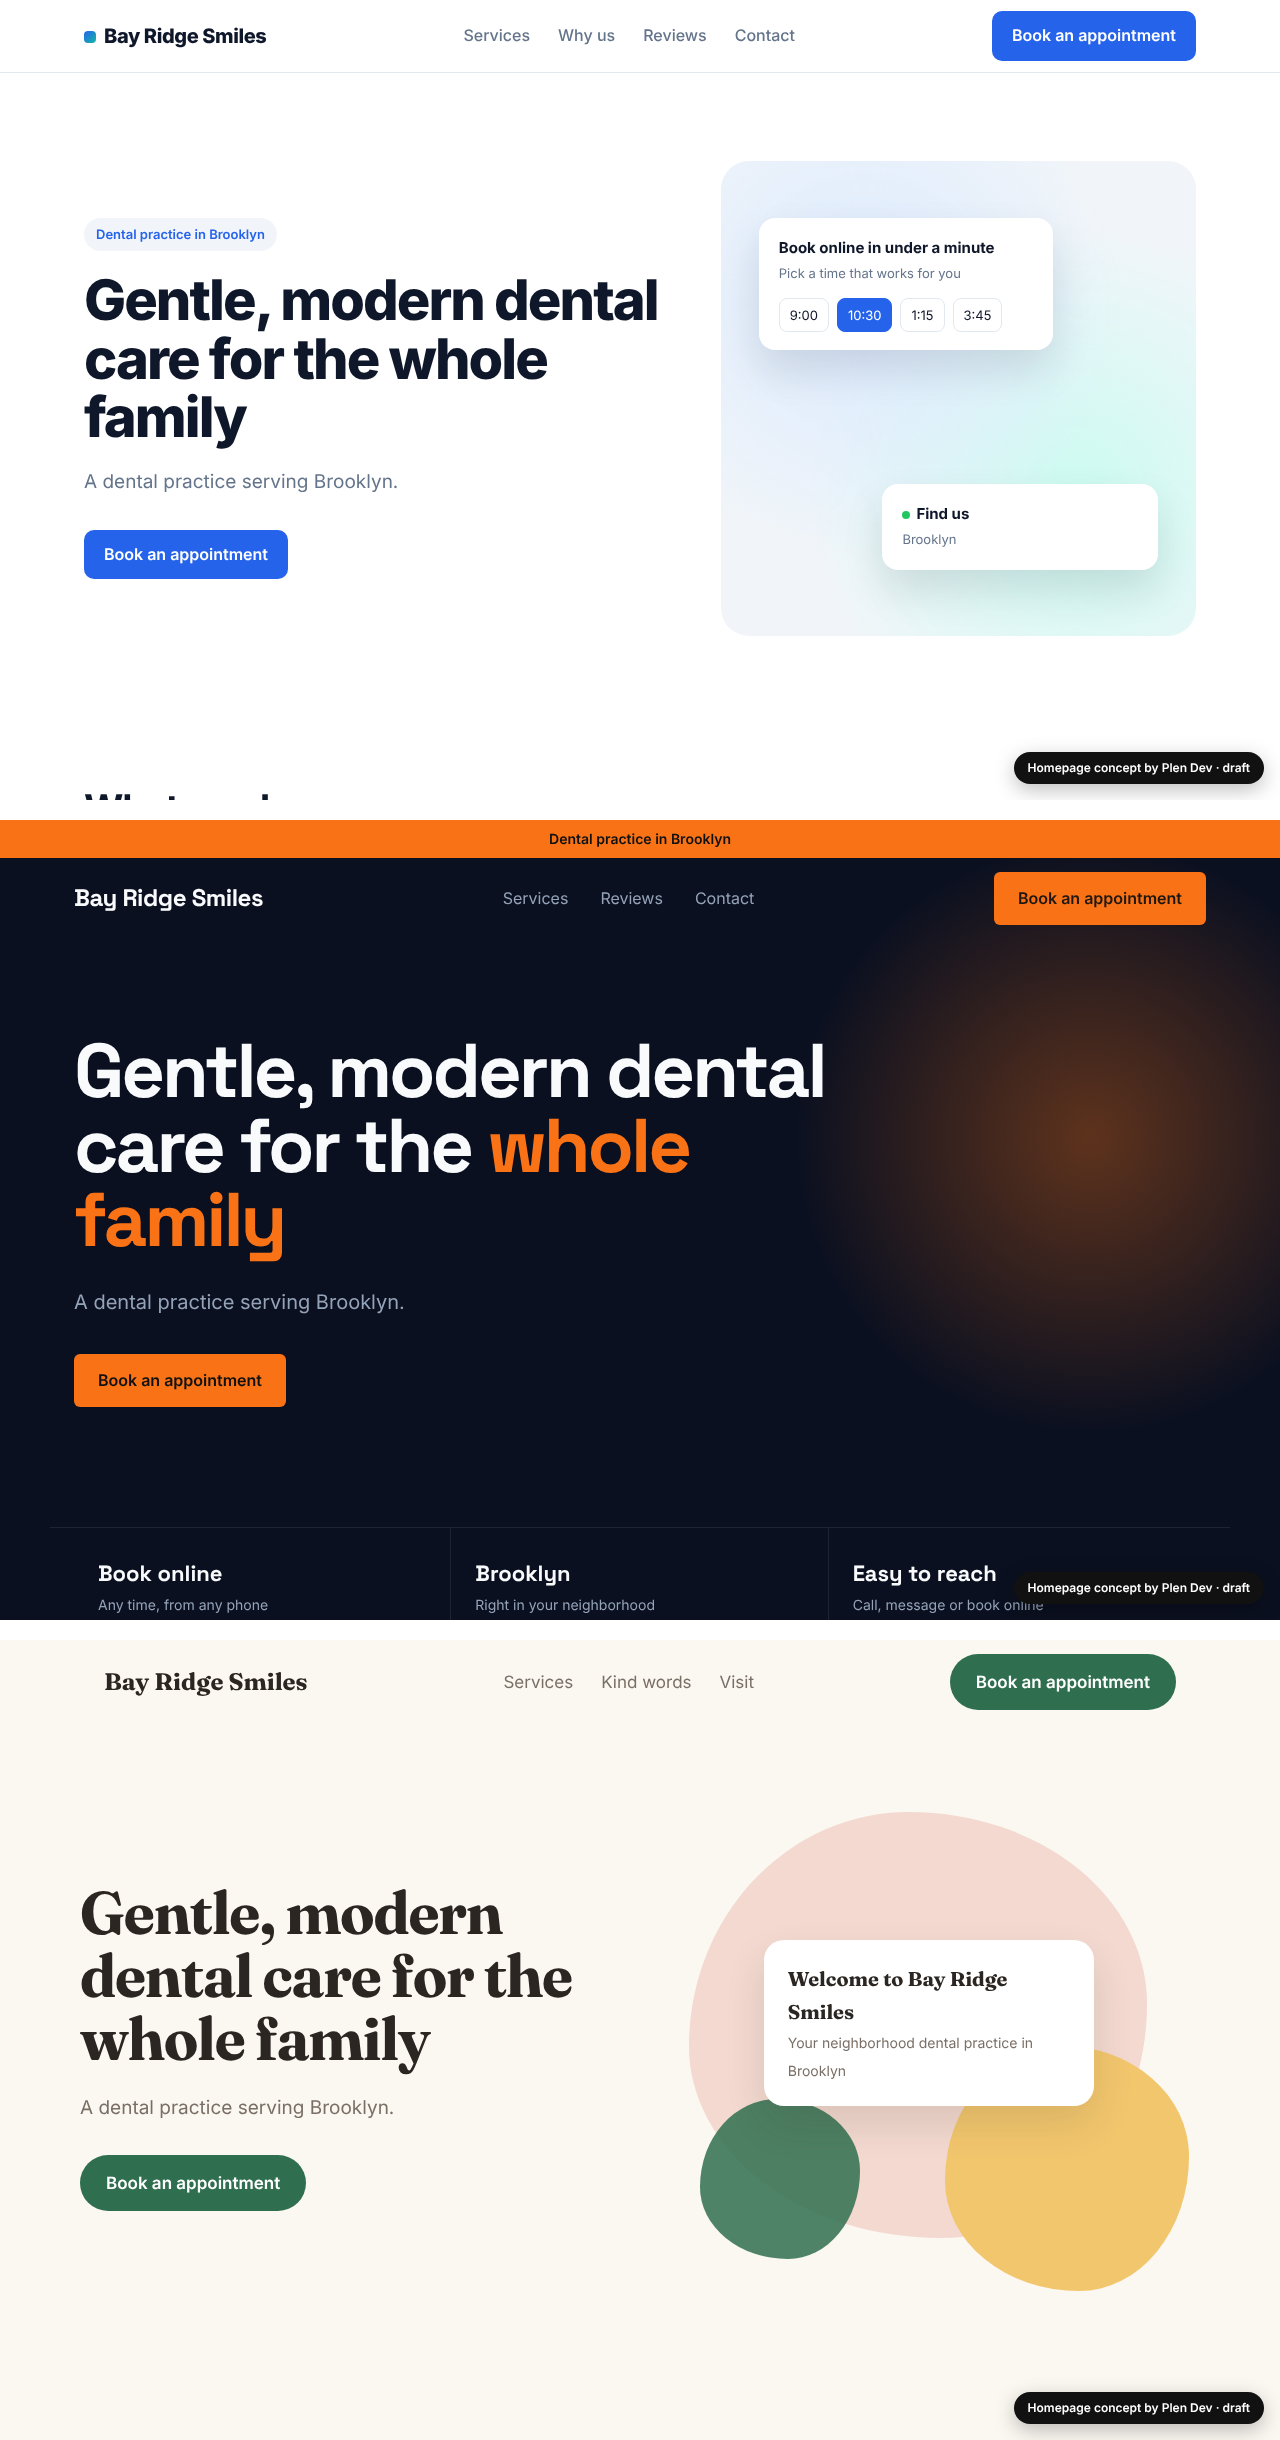 Bay Ridge Smiles
Services Why us Reviews Contact
Book an appointment
Dental practice in Brooklyn
Gentle, modern dental
care for the whole
family
A dental practice serving Brooklyn.
Book an appointment
Book online in under a minute
Pick a time that works for you
9:00 10:30 1:15 3:45
Find us
Brooklyn
Homepage concept by Plen Dev · draft
Dental practice in Brooklyn
Bay Ridge Smiles
Services Reviews Contact
Book an appointment
Gentle, modern dental
care for the whole
family
A dental practice serving Brooklyn.
Book an appointment
Book online
Any time, from any phone
Brooklyn
Right in your neighborhood
Easy to reach
Call, message or book online
Homepage concept by Plen Dev · draft
Bay Ridge Smiles
Services Kind words Visit
Book an appointment
Gentle, modern
dental care for the
whole family
A dental practice serving Brooklyn.
Book an appointment
Welcome to Bay Ridge
Smiles
Your neighborhood dental practice in
Brooklyn
Homepage concept by Plen Dev · draft